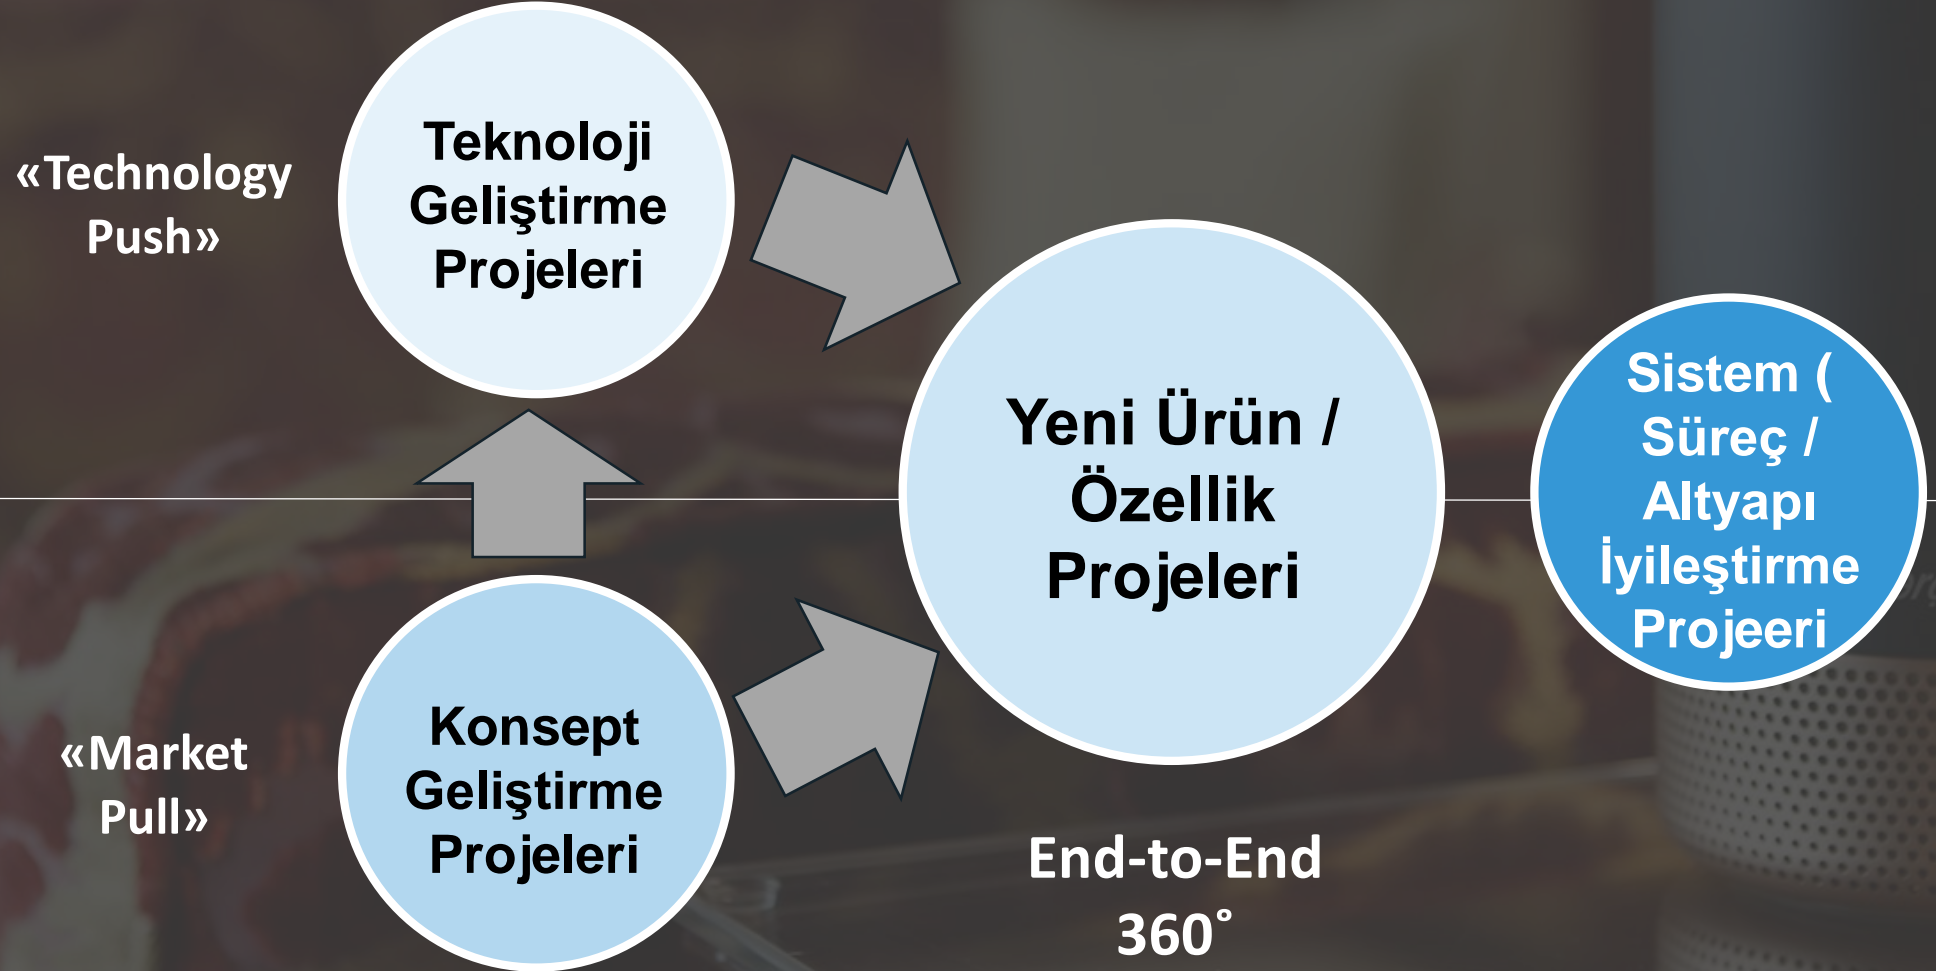 «Technology
Push»
Teknoloji
Geliştirme
Projeleri
Yeni Ürün /
Özellik
Projeleri
Sistem (
Süreç /
Altyapı
İyileştirme
Projeeri
«Market
Pull»
Konsept
Geliştirme
Projeleri
End-to-End
360˚